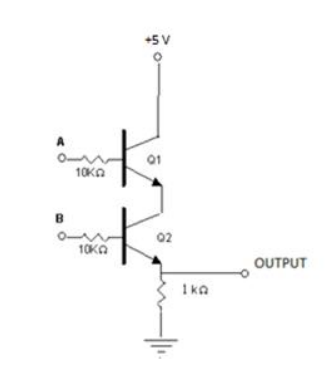 +5 V
A
Q1
10KΩ
B
Q2
10KΩ
OUTPUT
1 kΩ